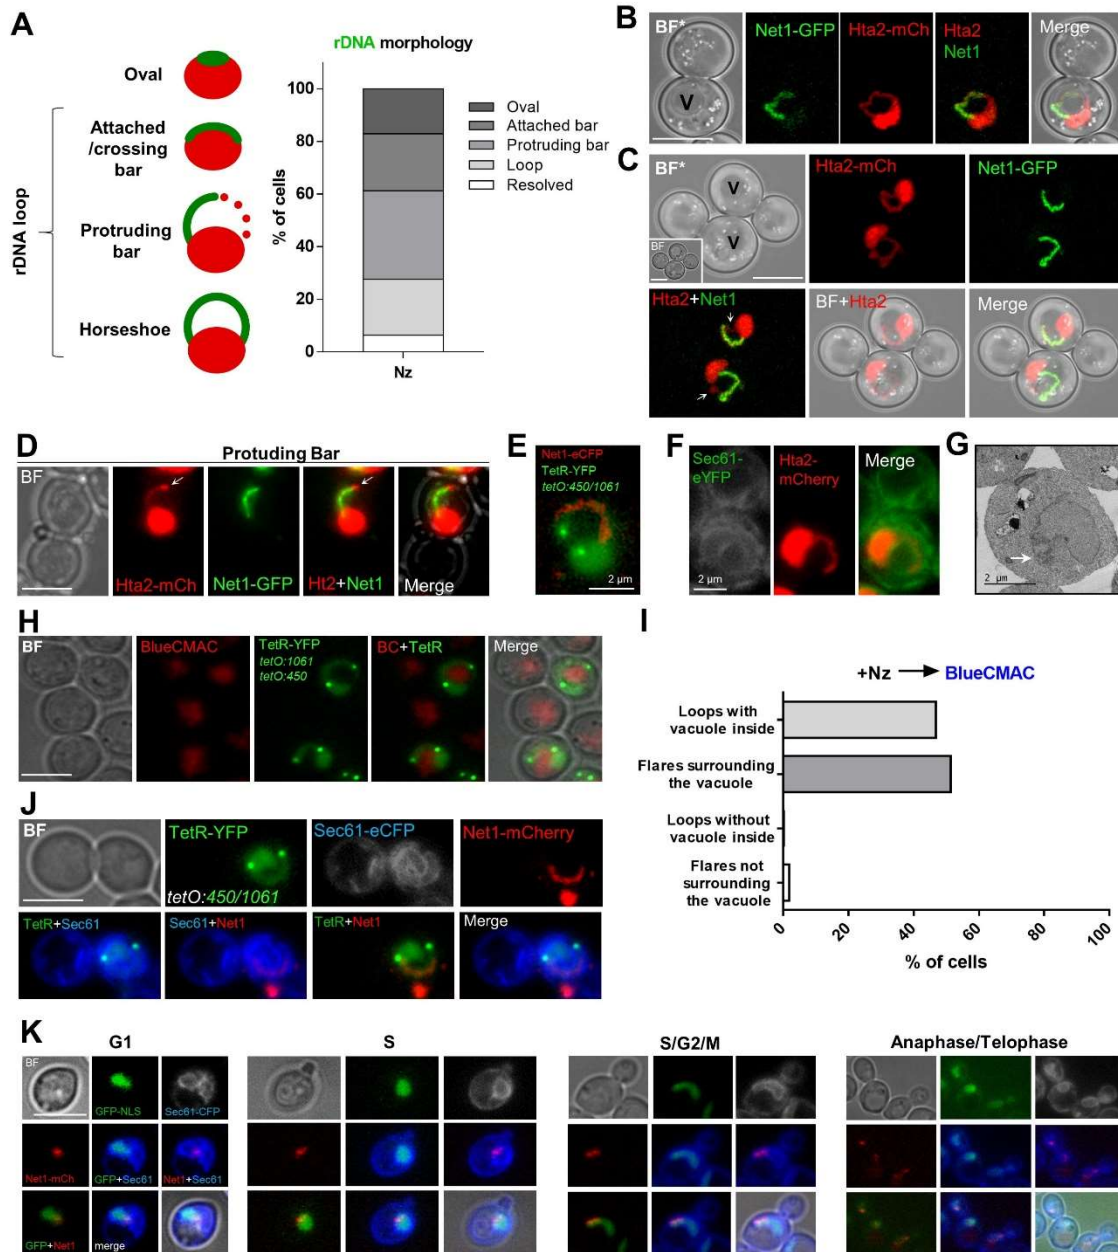 A
rDNA loop
Oval
Attached
/crossing
bar
Protruding
bar
Horseshoe
rDNA morphology
% of cells
100
80
60
40
20
0
Nz
Oval
Attached bar
Protruding bar
Loop
Resolved
B
BF*
V
Net1-GFP
Hta2-mCh
Hta2
Net1
Merge
C
BF*
V
V
BF
Hta2-mCh
Net1-GFP
Hta2+Net1
BF+Hta2
Merge
D
Protuding Bar
BF
Hta2-mCh
Net1-GFP
Ht2+Net1
Merge
E
Net1-eCFP
TetR-YFP
tetO:450/1061
2 µm
F
Sec61-
eYFP
Hta2-
mCherry
Merge
2 µm
G
2 µm
H
BF
BlueCMAC
TetR-YFP
tetO:1061
tetO:450
BC+TetR
Merge
I
+Nz
BlueCMAC
Loops with
vacuole inside
Flares surrounding
the vacuole
Loops without
vacuole inside
Flares not
surrounding
the vacuole
0
20
40
60
80
100
% of cells
J
BF
TetR-YFP
tetO:450/1061
Sec61-eCFP
Net1-mCherry
TetR+Sec61
Sec61+Net1
TetR+Net1
Merge
K
G1
S
S/G2/M
Anaphase/Telophase
BF
GFP-NLS
Sec61-CFP
Net1-mCh
GFP+Sec61
Net1+Sec61
GFP+Net1
merge